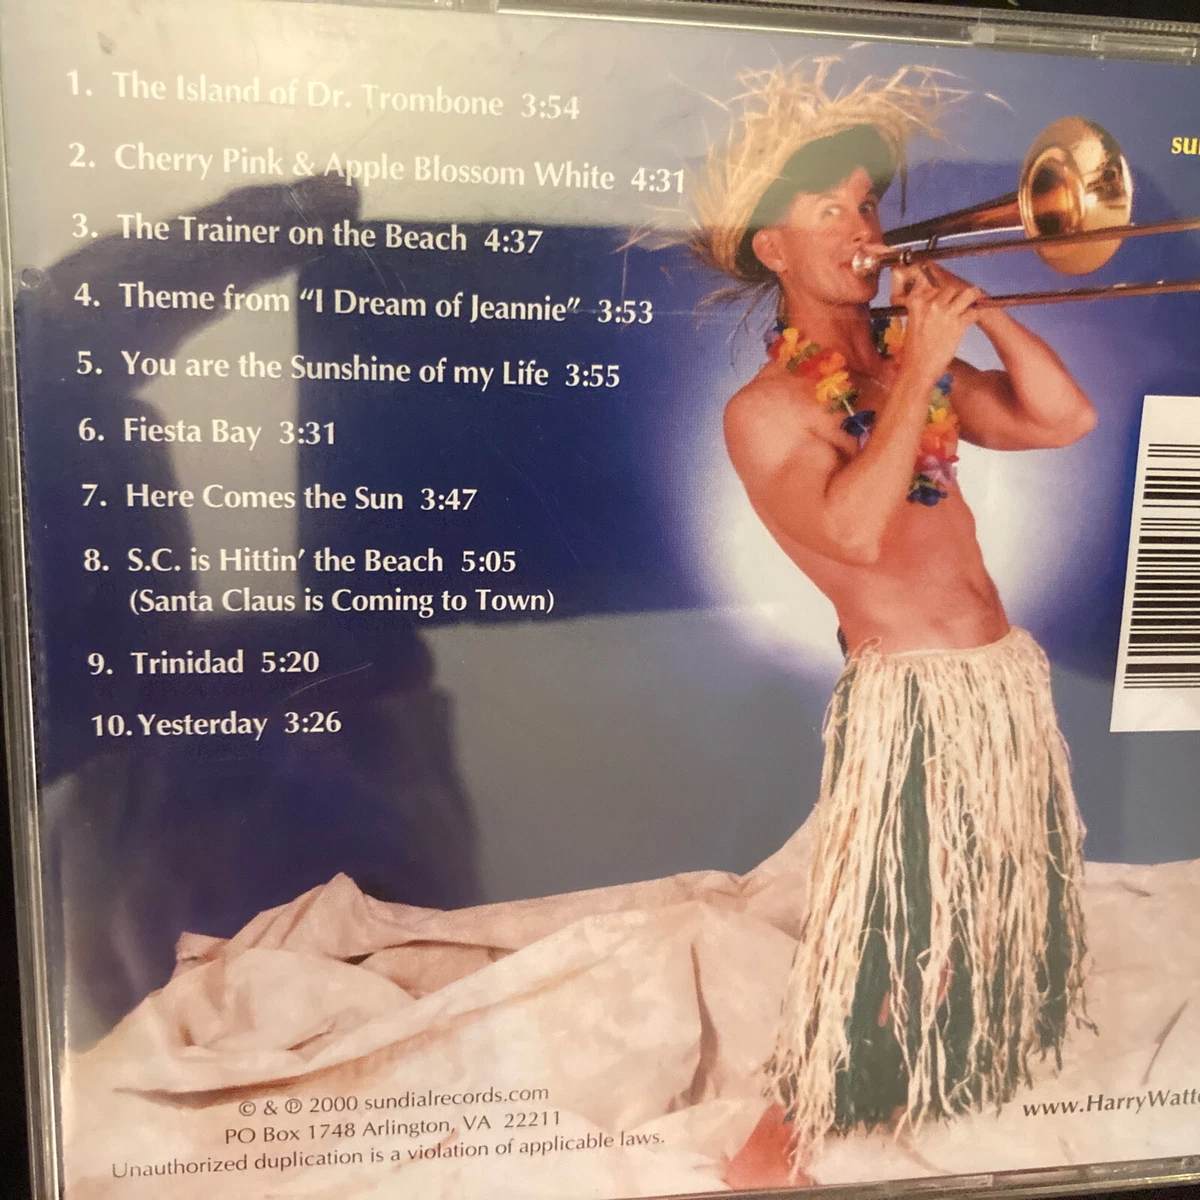 1. The Island of Dr. Trombone 3:54
2. Cherry Pink & Apple Blossom White 4:31
3. The Trainer on the Beach 4:37
4. Theme from “I Dream of Jeannie” 3:53
5. You are the Sunshine of my Life 3:55
6. Fiesta Bay 3:31
7. Here Comes the Sun 3:47
8. S.C. is Hittin’ the Beach 5:05
(Santa Claus is Coming to Town)
9. Trinidad 5:20
10. Yesterday 3:26
© & ℗ 2000 sundialrecords.com
PO Box 1748 Arlington, VA 22211
Unauthorized duplication is a violation of applicable laws.